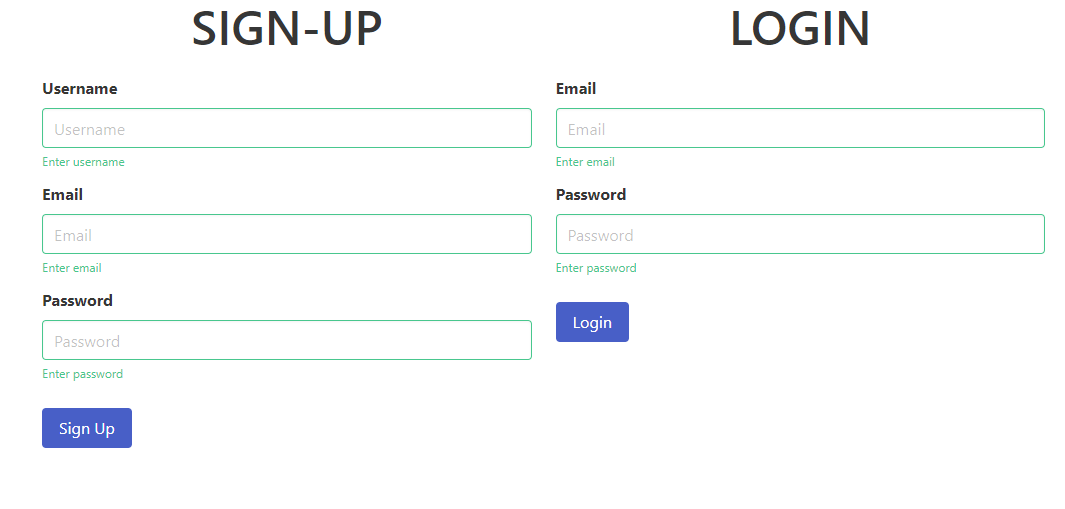 SIGN-UP
Username
Username
Enter username
Email
Email
Enter email
Password
Password
Enter password
Sign Up
LOGIN
Email
Email
Enter email
Password
Password
Enter password
Login